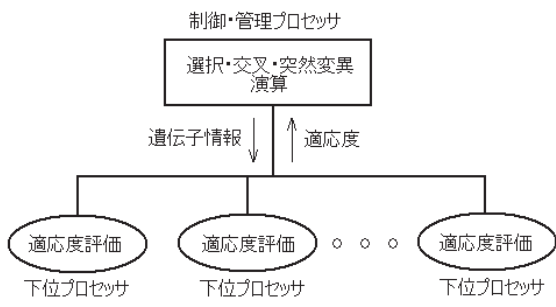 制御・管理プロセッサ
選択・交叉・突然変異
演算
遺伝子情報
適応度
適応度評価
適応度評価
適応度評価
下位プロセッサ
下位プロセッサ
下位プロセッサ